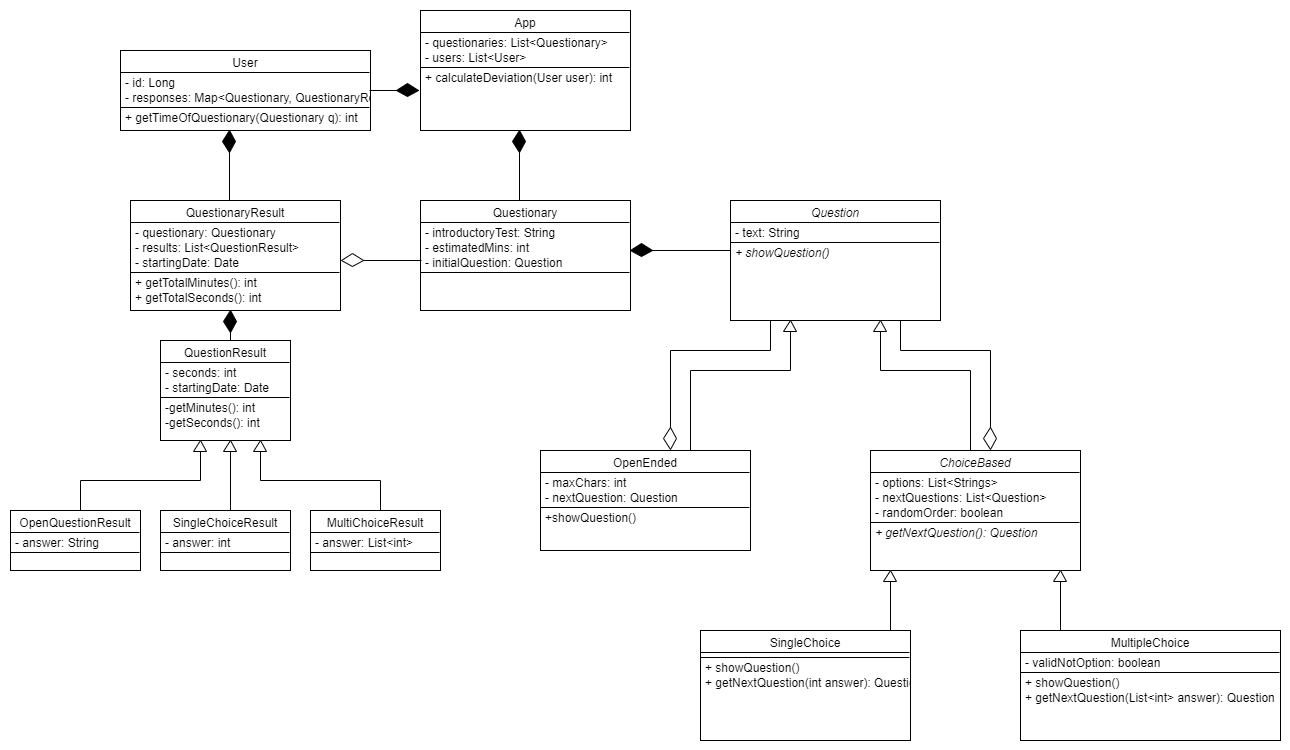 App
- questionaries: List<Questionary>
- users: List<User>
+ calculateDeviation(User user): int
User
- id: Long
- responses: Map<Questionary, QuestionaryR
+ getTimeOfQuestionary(Questionary q): int
QuestionaryResult
- questionary: Questionary
- results: List<QuestionResult>
- startingDate: Date
+ getTotalMinutes(): int
+ getTotalSeconds(): int
Questionary
- introductoryTest: String
- estimatedMins: int
- initialQuestion: Question
Question
- text: String
+ showQuestion()
QuestionResult
- seconds: int
- startingDate: Date
-getMinutes(): int
-getSeconds(): int
OpenQuestionResult
- answer: String
SingleChoiceResult
- answer: int
MultiChoiceResult
- answer: List<int>
OpenEnded
- maxChars: int
- nextQuestion: Question
+showQuestion()
ChoiceBased
- options: List<Strings>
- nextQuestions: List<Question>
- randomOrder: boolean
+ getNextQuestion(): Question
SingleChoice
+ showQuestion()
+ getNextQuestion(int answer): Questi
MultipleChoice
- validNotOption: boolean
+ showQuestion()
+ getNextQuestion(List<int> answer): Question